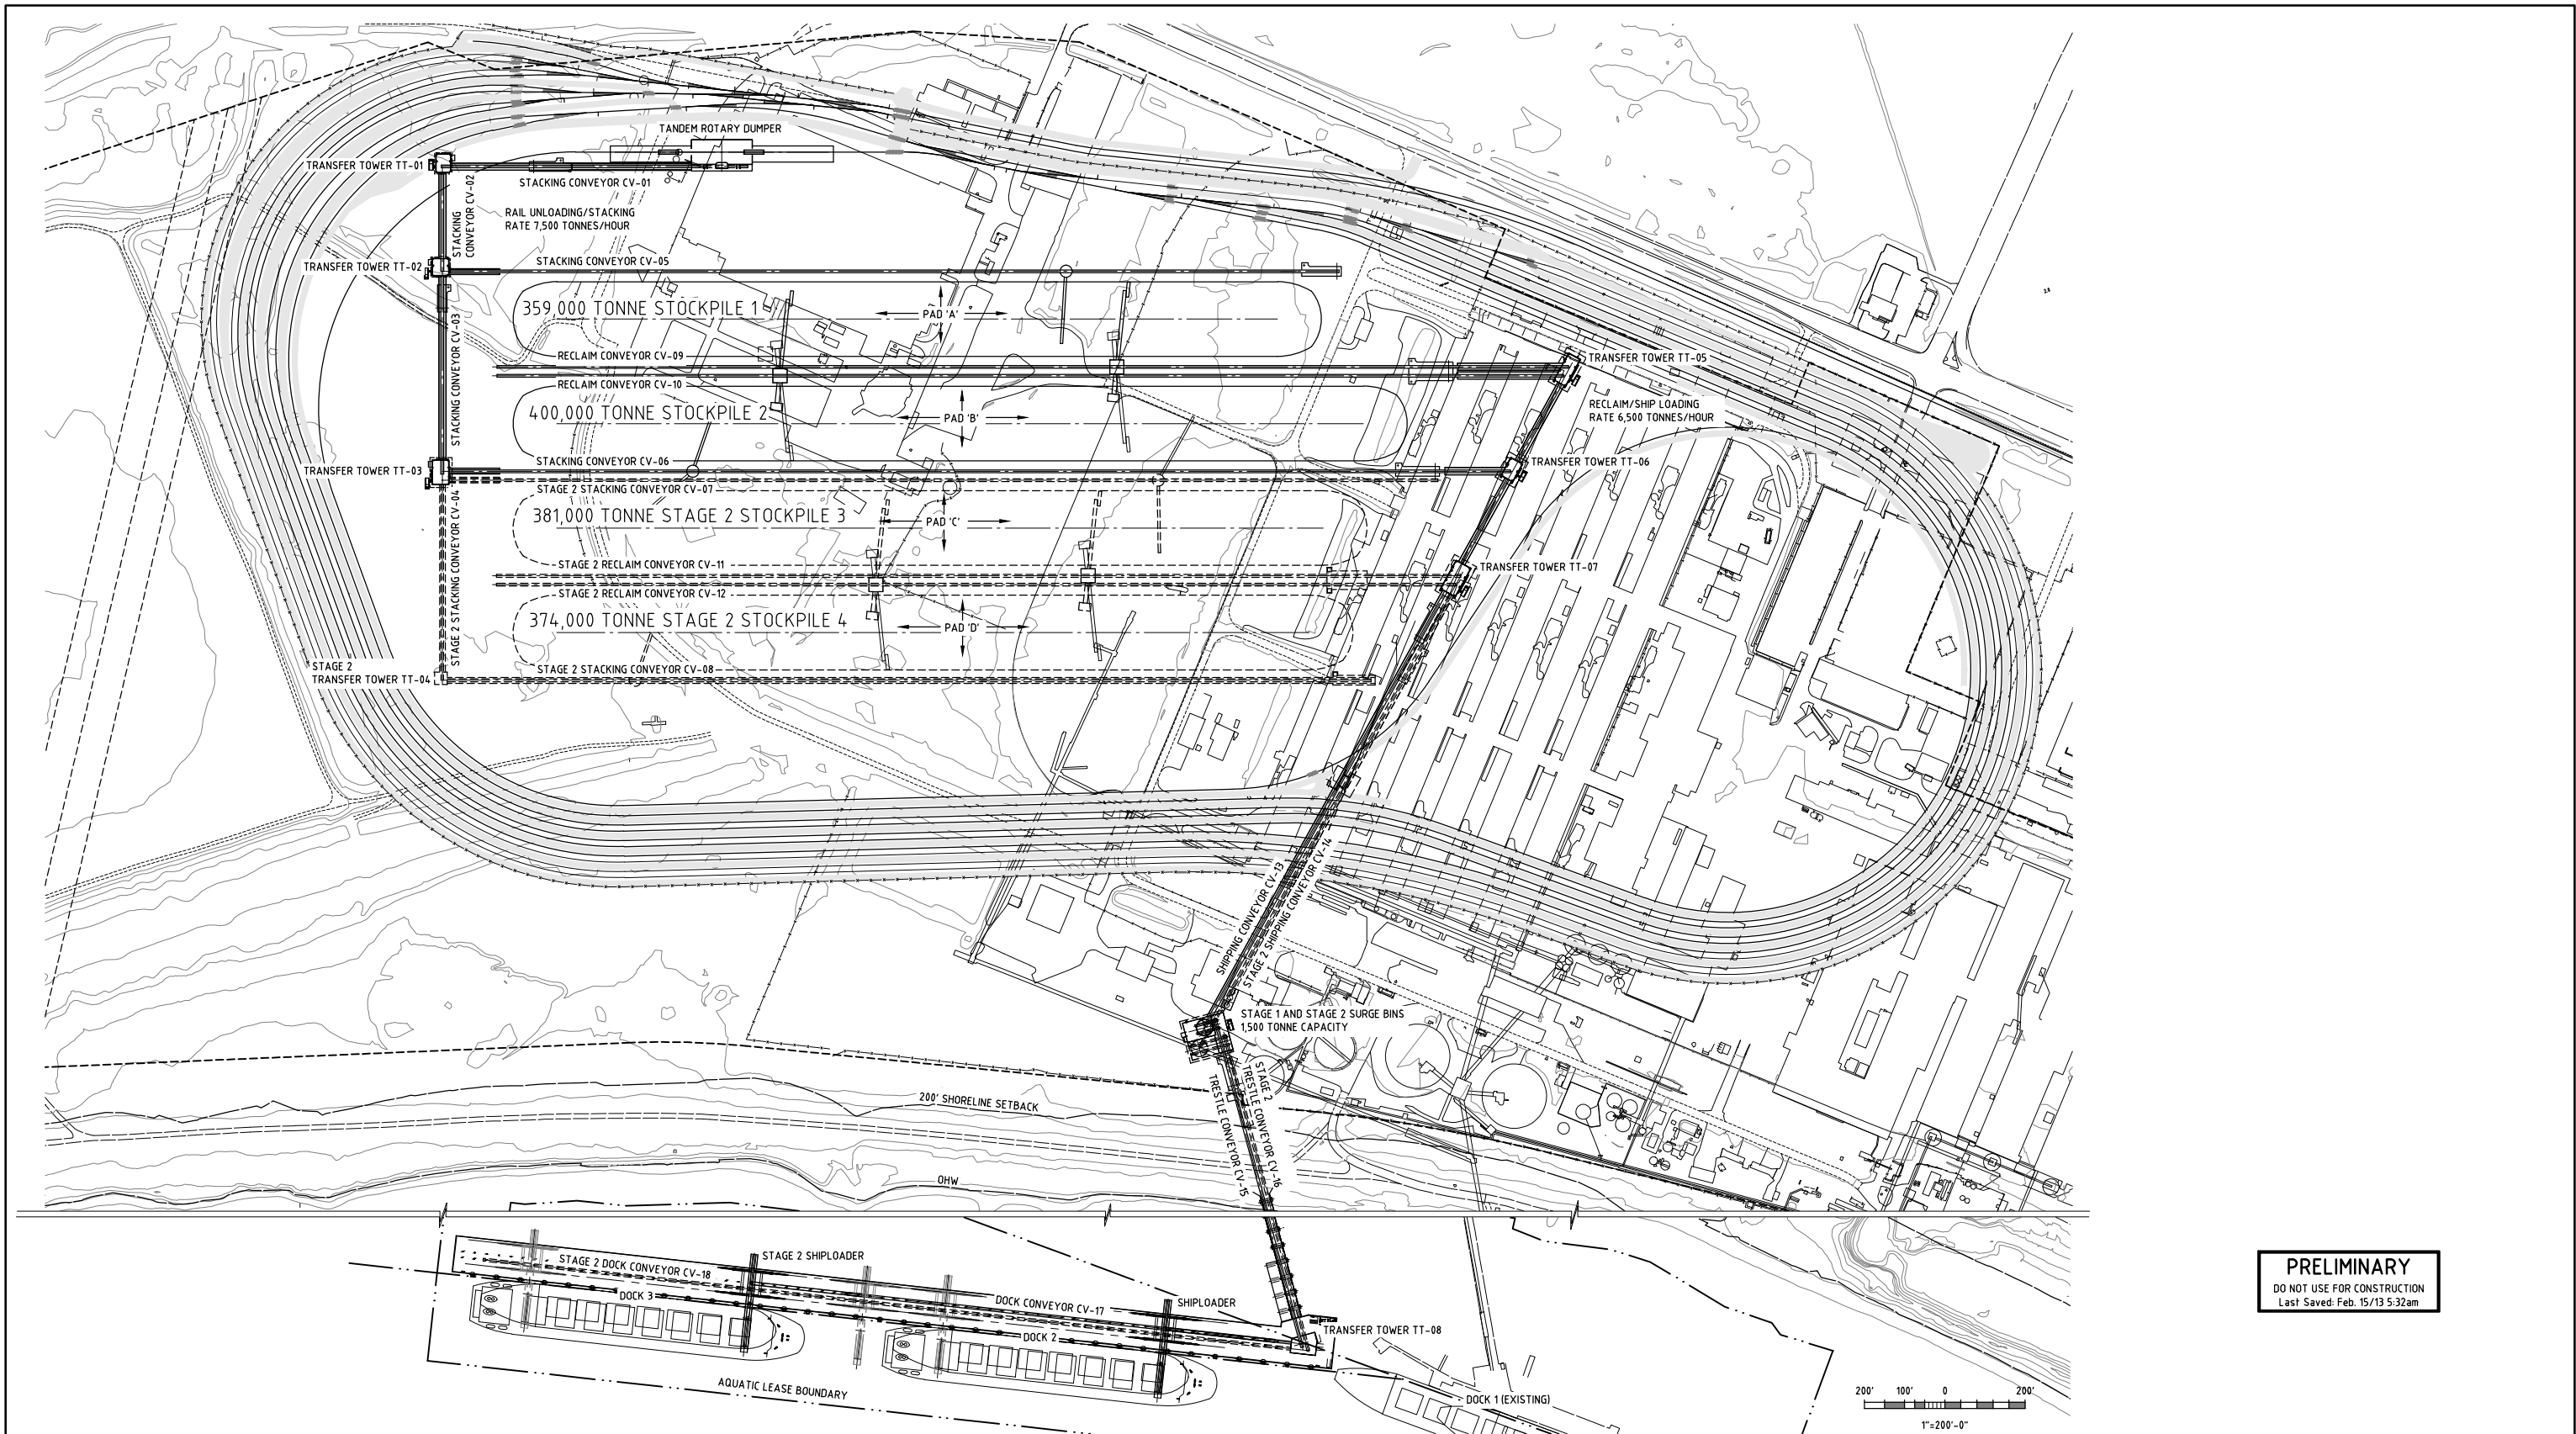 TANDEM ROTARY DUMPER
TRANSFER TOWER TT-01
STACKING CONVEYOR CV-01
STACKING
CONVEYOR CV-02
RAIL UNLOADING/STACKING
RATE 7,500 TONNES/HOUR
TRANSFER TOWER TT-02
STACKING CONVEYOR CV-05
359,000 TONNE STOCKPILE 1
PAD 'A'
STACKING CONVEYOR CV-03
RECLAIM CONVEYOR CV-09
TRANSFER TOWER TT-05
RECLAIM CONVEYOR CV-10
400,000 TONNE STOCKPILE 2
PAD 'B'
RECLAIM/SHIP LOADING
RATE 6,500 TONNES/HOUR
STACKING CONVEYOR CV-06
TRANSFER TOWER TT-06
TRANSFER TOWER TT-03
STAGE 2 STACKING CONVEYOR CV-07
381,000 TONNE STAGE 2 STOCKPILE 3
PAD 'C'
STAGE 2 STACKING CONVEYOR CV-04
STAGE 2 RECLAIM CONVEYOR CV-11
TRANSFER TOWER TT-07
STAGE 2 RECLAIM CONVEYOR CV-12
374,000 TONNE STAGE 2 STOCKPILE 4
PAD 'D'
STAGE 2
TRANSFER TOWER TT-04
STAGE 2 STACKING CONVEYOR CV-08
SHIPPING CONVEYOR CV-13
STAGE 2 SHIPPING CONVEYOR CV-14
STAGE 1 AND STAGE 2 SURGE BINS
1,500 TONNE CAPACITY
STAGE 2
TRESTLE CONVEYOR CV-16
TRESTLE CONVEYOR CV-15
200' SHORELINE SETBACK
OHW
STAGE 2 SHIPLOADER
STAGE 2 DOCK CONVEYOR CV-18
DOCK 3
DOCK CONVEYOR CV-17
SHIPLOADER
DOCK 2
TRANSFER TOWER TT-08
AQUATIC LEASE BOUNDARY
DOCK 1 (EXISTING)
200' 100' 0 200'
1"=200'-0"
PRELIMINARY
DO NOT USE FOR CONSTRUCTION
Last Saved: Feb. 15/13 5:32am